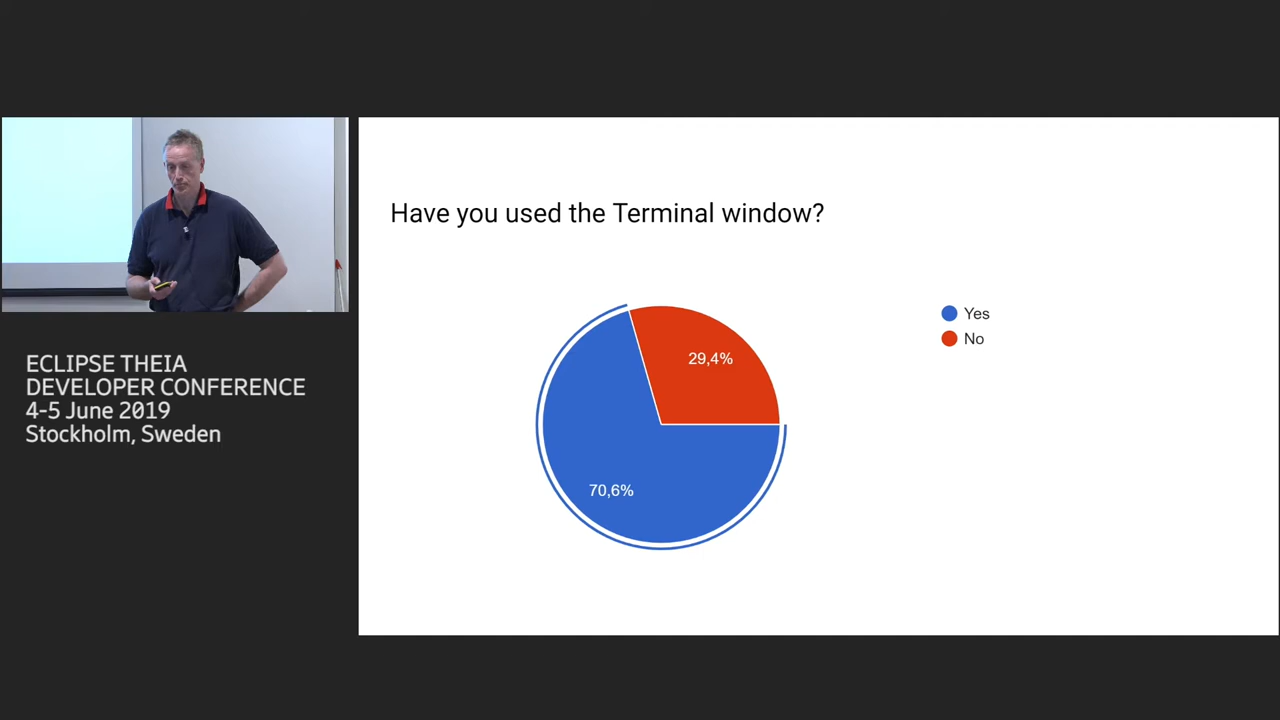 ECLIPSE THEIA
DEVELOPER CONFERENCE
4-5 June 2019
Stockholm, Sweden
Have you used the Terminal window?
Yes
No
29,4%
70,6%